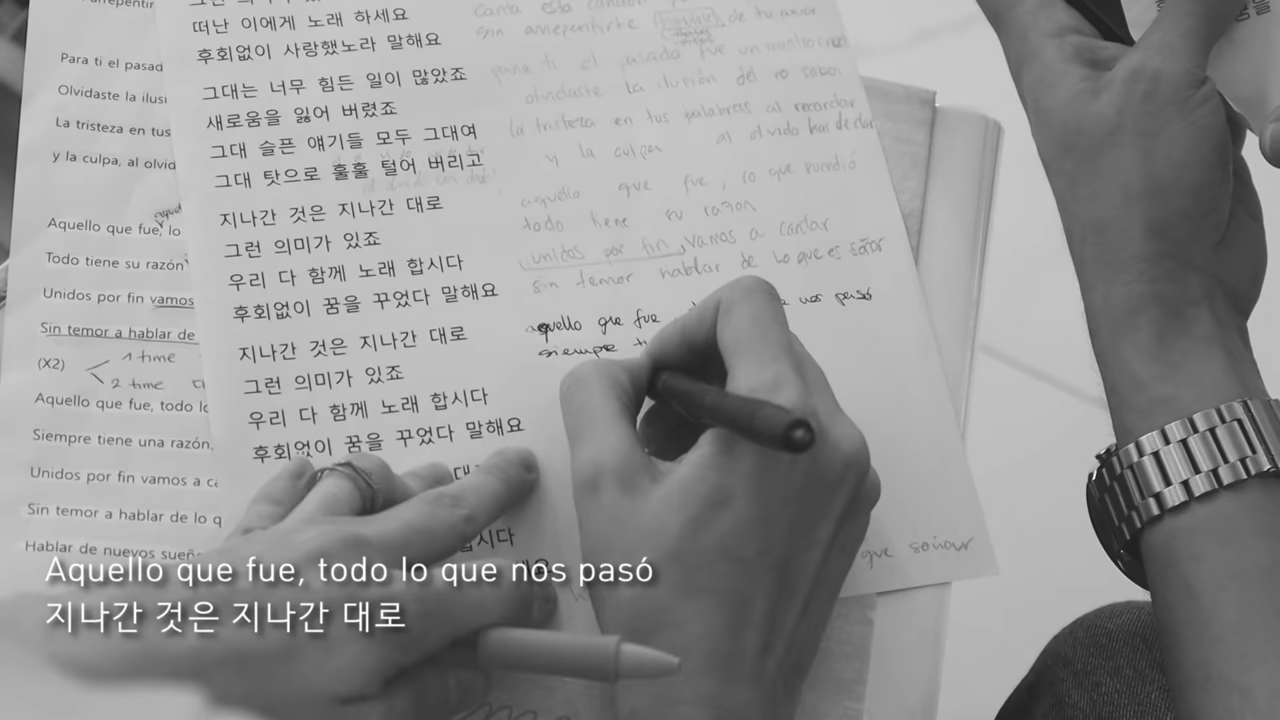 Para ti el pasad
Olvidaste la ilusi
La tristeza en tus
y la culpa, al olvid
Aquello que fue, lo
Todo tiene su razón
Unidos por fin vamos
Sin temor a hablar de
(X2)
1 time
2 time
Aquello que fue, todo lo
Siempre tiene una razón.
Unidos por fin vamos a ca
Sin temor a hablar de lo q
Hablar de nuevos sueñ
떠난 이에게 노래 하세요
후회없이 사랑했노라 말해요
그대는 너무 힘든 일이 많았죠
새로움을 잃어 버렸죠
그대 슬픈 얘기들 모두 그대여
그대 탓으로 훌훌 털어 버리고
지나간 것은 지나간 대로
그런 의미가 있죠
우리 다 함께 노래 합시다
후회없이 꿈을 꾸었다 말해요
지나간 것은 지나간 대로
그런 의미가 있죠
우리 다 함께 노래 합시다
후회없이 꿈을 꾸었다 말해요
합시다
Canta esta canción
sin arrepentirte de tu amor
para ti el pasado fue un
olvidaste la ilusión del no saber
la tristeza en tus palabras al recordar
y la culpa al olvido has de dar
aquello que fue, lo que sucedió
todo tiene su razón
unidos por fin, vamos a cantar
sin temor hablar de lo que es soñar
aquello que fue nos pasó
siempre
que soñar
Aquello que fue, todo lo que nos pasó
지나간 것은 지나간 대로